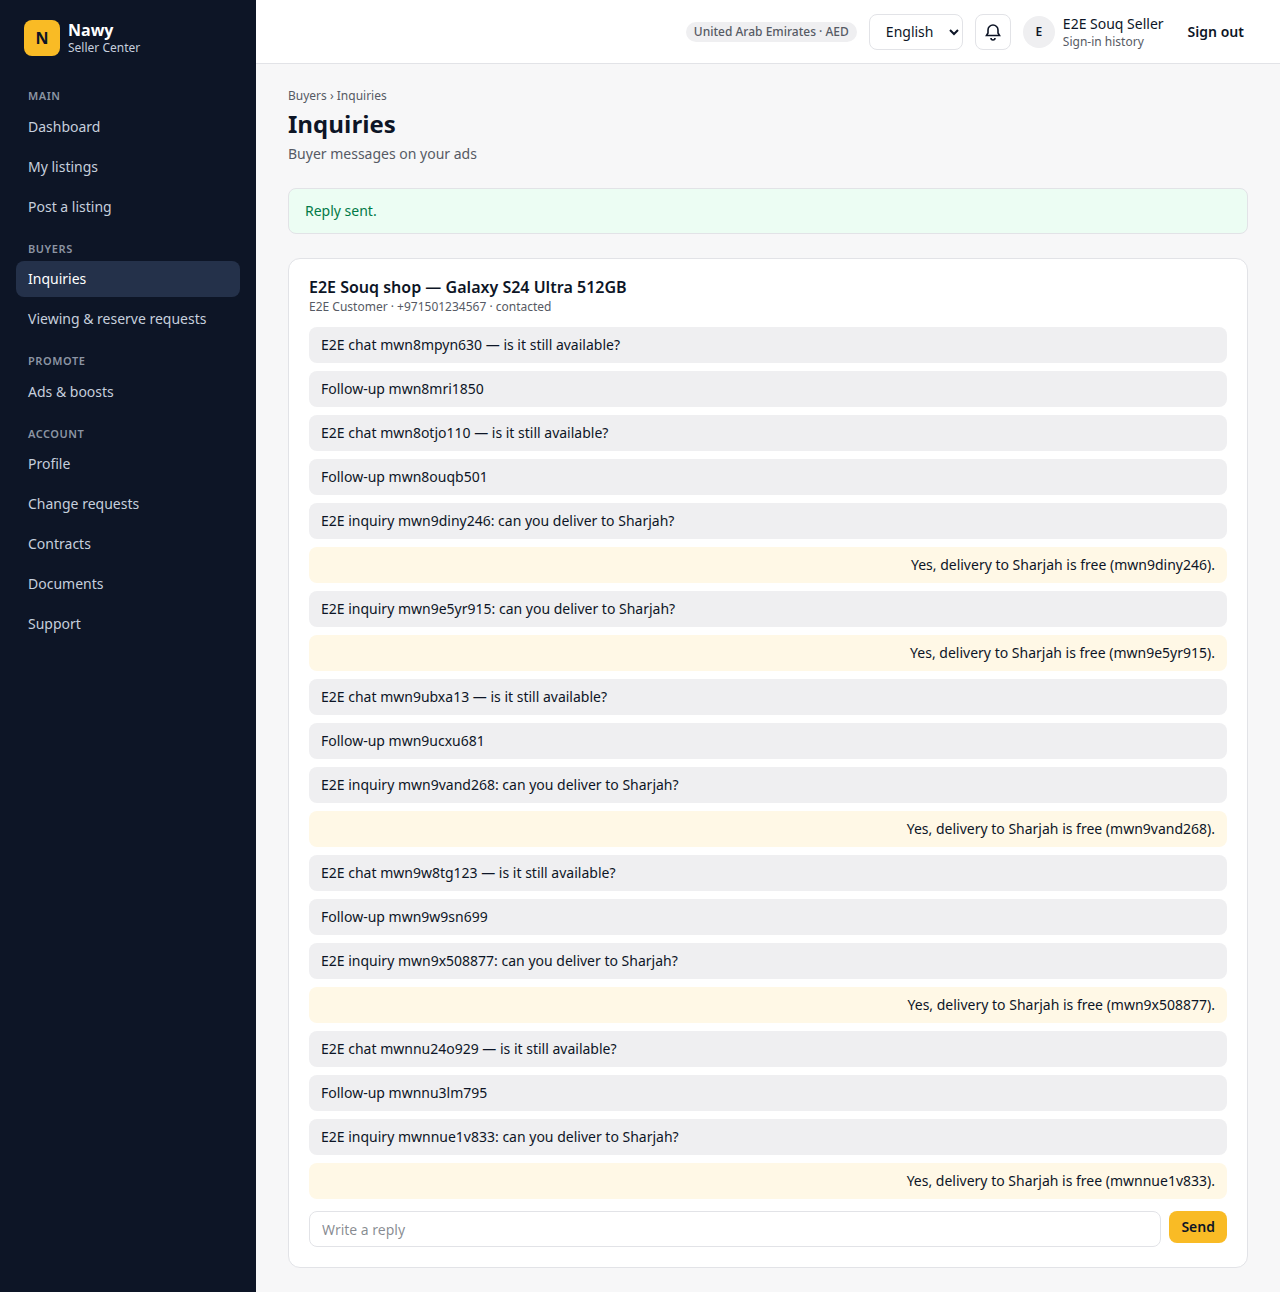 N
Nawy
Seller Center
MAIN
Dashboard
My listings
Post a listing
BUYERS
Inquiries
Viewing & reserve requests
PROMOTE
Ads & boosts
ACCOUNT
Profile
Change requests
Contracts
Documents
Support
United Arab Emirates · AED
English
E
E2E Souq Seller
Sign-in history
Sign out
Buyers › Inquiries
Inquiries
Buyer messages on your ads
Reply sent.
E2E Souq shop — Galaxy S24 Ultra 512GB
E2E Customer · +971501234567 · contacted
E2E chat mwn8mpyn630 — is it still available?
Follow-up mwn8mri1850
E2E chat mwn8otjo110 — is it still available?
Follow-up mwn8ouqb501
E2E inquiry mwn9diny246: can you deliver to Sharjah?
Yes, delivery to Sharjah is free (mwn9diny246).
E2E inquiry mwn9e5yr915: can you deliver to Sharjah?
Yes, delivery to Sharjah is free (mwn9e5yr915).
E2E chat mwn9ubxa13 — is it still available?
Follow-up mwn9ucxu681
E2E inquiry mwn9vand268: can you deliver to Sharjah?
Yes, delivery to Sharjah is free (mwn9vand268).
E2E chat mwn9w8tg123 — is it still available?
Follow-up mwn9w9sn699
E2E inquiry mwn9x508877: can you deliver to Sharjah?
Yes, delivery to Sharjah is free (mwn9x508877).
E2E chat mwnnu24o929 — is it still available?
Follow-up mwnnu3lm795
E2E inquiry mwnnue1v833: can you deliver to Sharjah?
Yes, delivery to Sharjah is free (mwnnue1v833).
Write a reply
Send